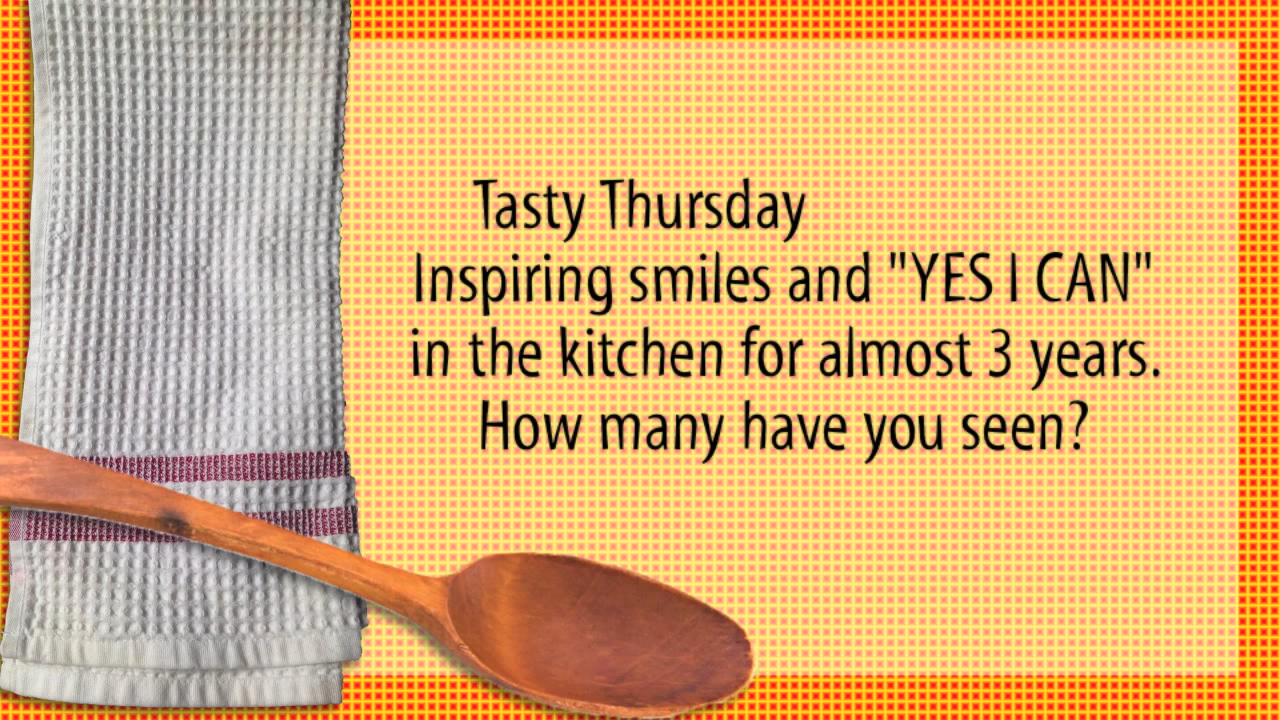 Tasty Thursday
Inspiring smiles and "YES I CAN"
in the kitchen for almost 3 years.
How many have you seen?